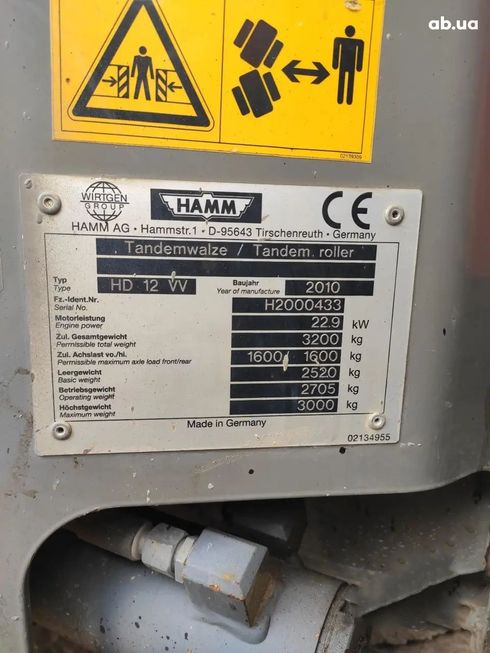 ab.ua
02139306
WIRTGEN
GROUP
HAMM
CE
HAMM AG · Hammstr.1 · D-95643 Tirschenreuth · Germany
Tandemwalze / Tandem. roller
Typ
Type
HD 12 VV
Baujahr
Year of manufacture
2010
Fz.-Ident.Nr.
Serial No.
H2000433
Motorleistung
Engine power
22.9 kW
Zul. Gesamtgewicht
Permissible total weight
3200 kg
Zul. Achslast vo./hi.
Permissible maximum axle load front/rear
1600 / 1600 kg
Leergewicht
Basic weight
2520 kg
Betriebsgewicht
Operating weight
2705 kg
Höchstgewicht
Maximum weight
3000 kg
Made in Germany
02134955